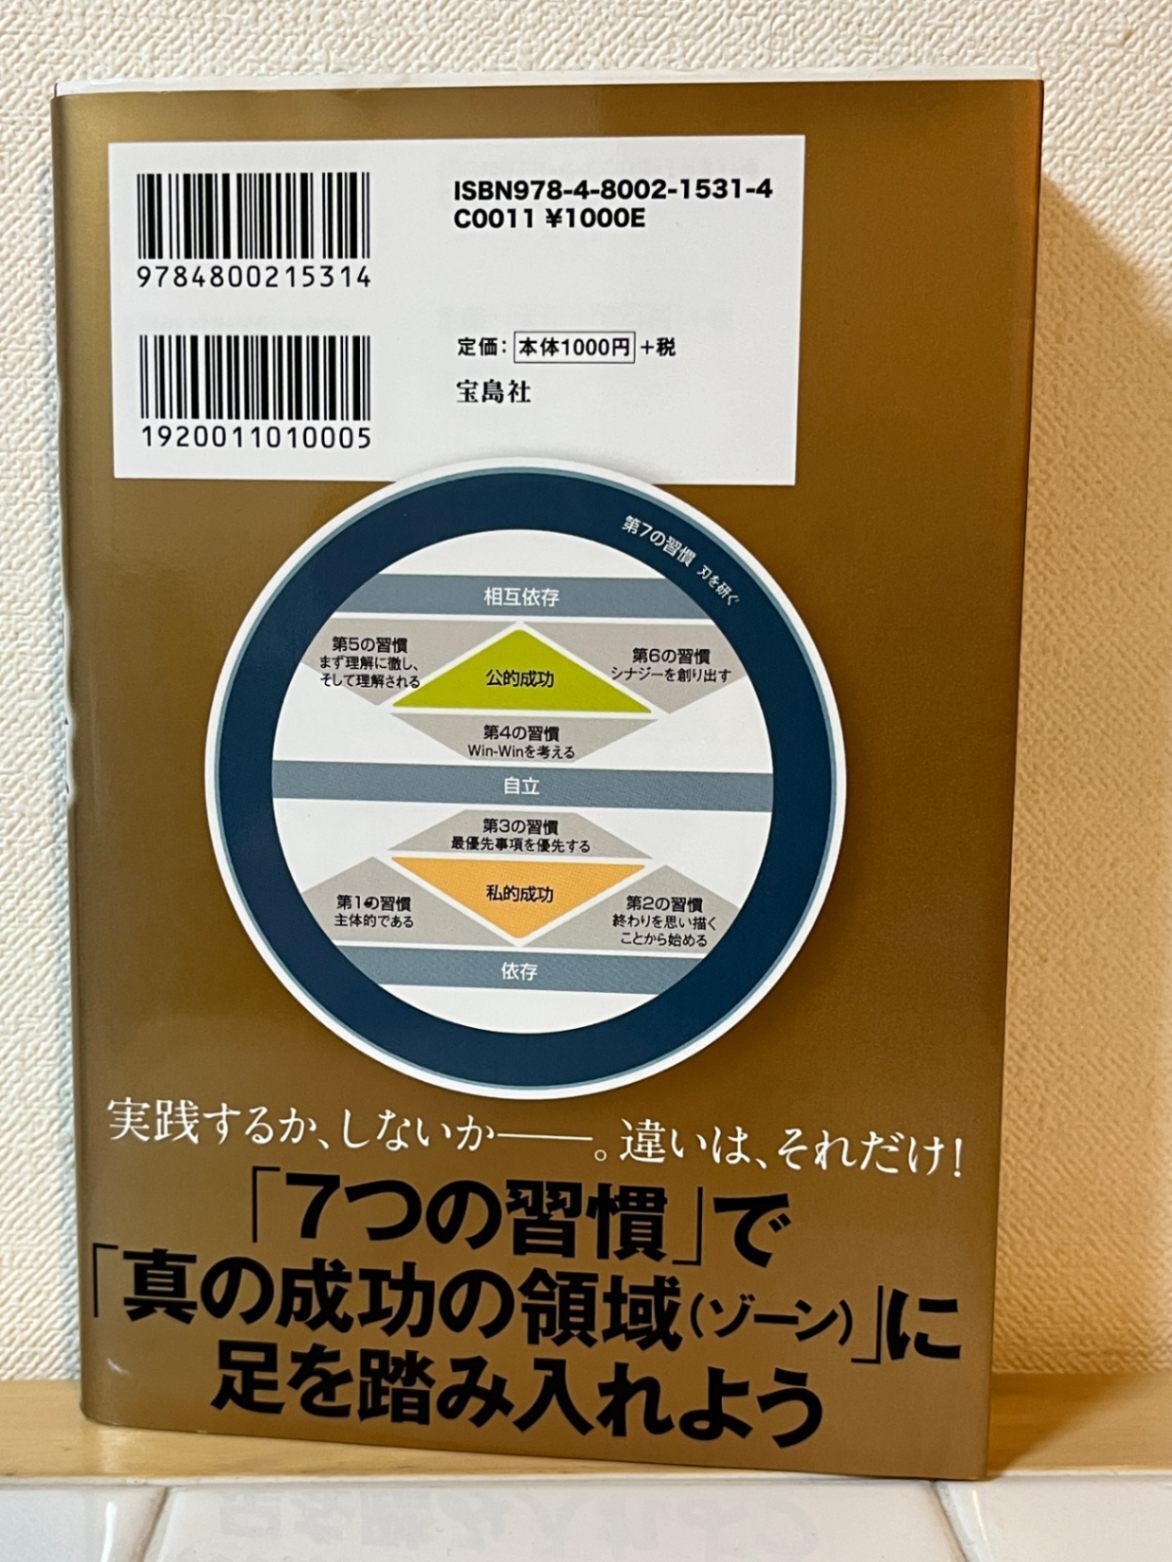 ISBN978-4-8002-1531-4
C0011 ¥1000E
9784800215314
定価：本体1000円+税
宝島社
1920011010005
第7の習慣 刃を研ぐ
相互依存
第5の習慣
まず理解に徹し、
そして理解される
公的成功
第6の習慣
シナジーを創り出す
第4の習慣
Win-Winを考える
自立
第3の習慣
最優先事項を優先する
第1の習慣
主体的である
私的成功
第2の習慣
終わりを思い描く
ことから始める
依存
実践するか、しないか——。違いは、それだけ！
「7つの習慣」で
「真の成功の領域（ゾーン）」に
足を踏み入れよう